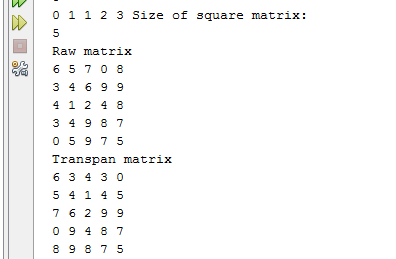 0 1 1 2 3 Size of square matrix:
5
Raw matrix
6 5 7 0 8
3 4 6 9 9
4 1 2 4 8
3 4 9 8 7
0 5 9 7 5
Transpan matrix
6 3 4 3 0
5 4 1 4 5
7 6 2 9 9
0 9 4 8 7
8 9 8 7 5